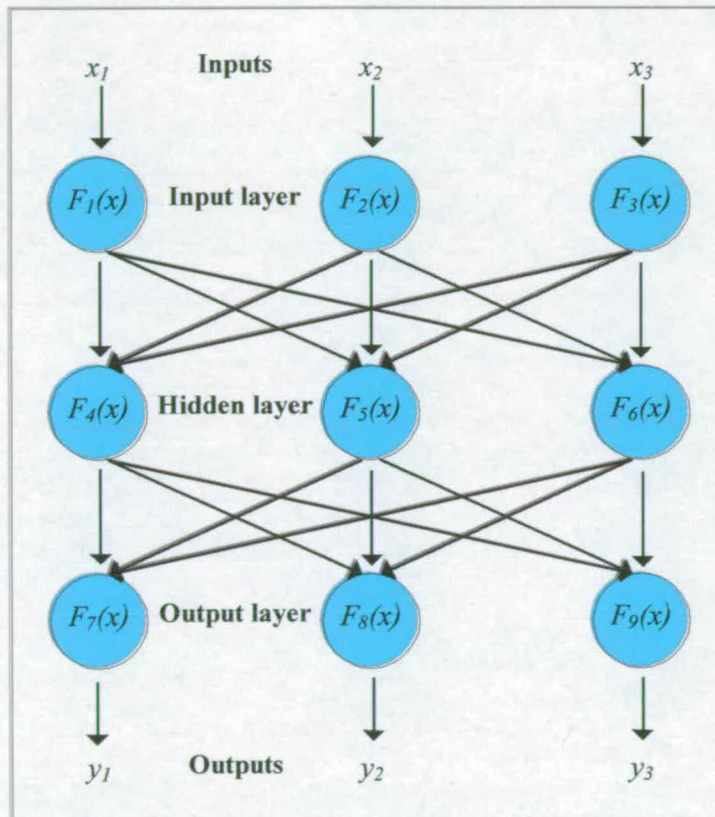 x1 Inputs x2 x3
F1(x) Input layer F2(x) F3(x)
F4(x) Hidden layer F5(x) F6(x)
F7(x) Output layer F8(x) F9(x)
y1 Outputs y2 y3